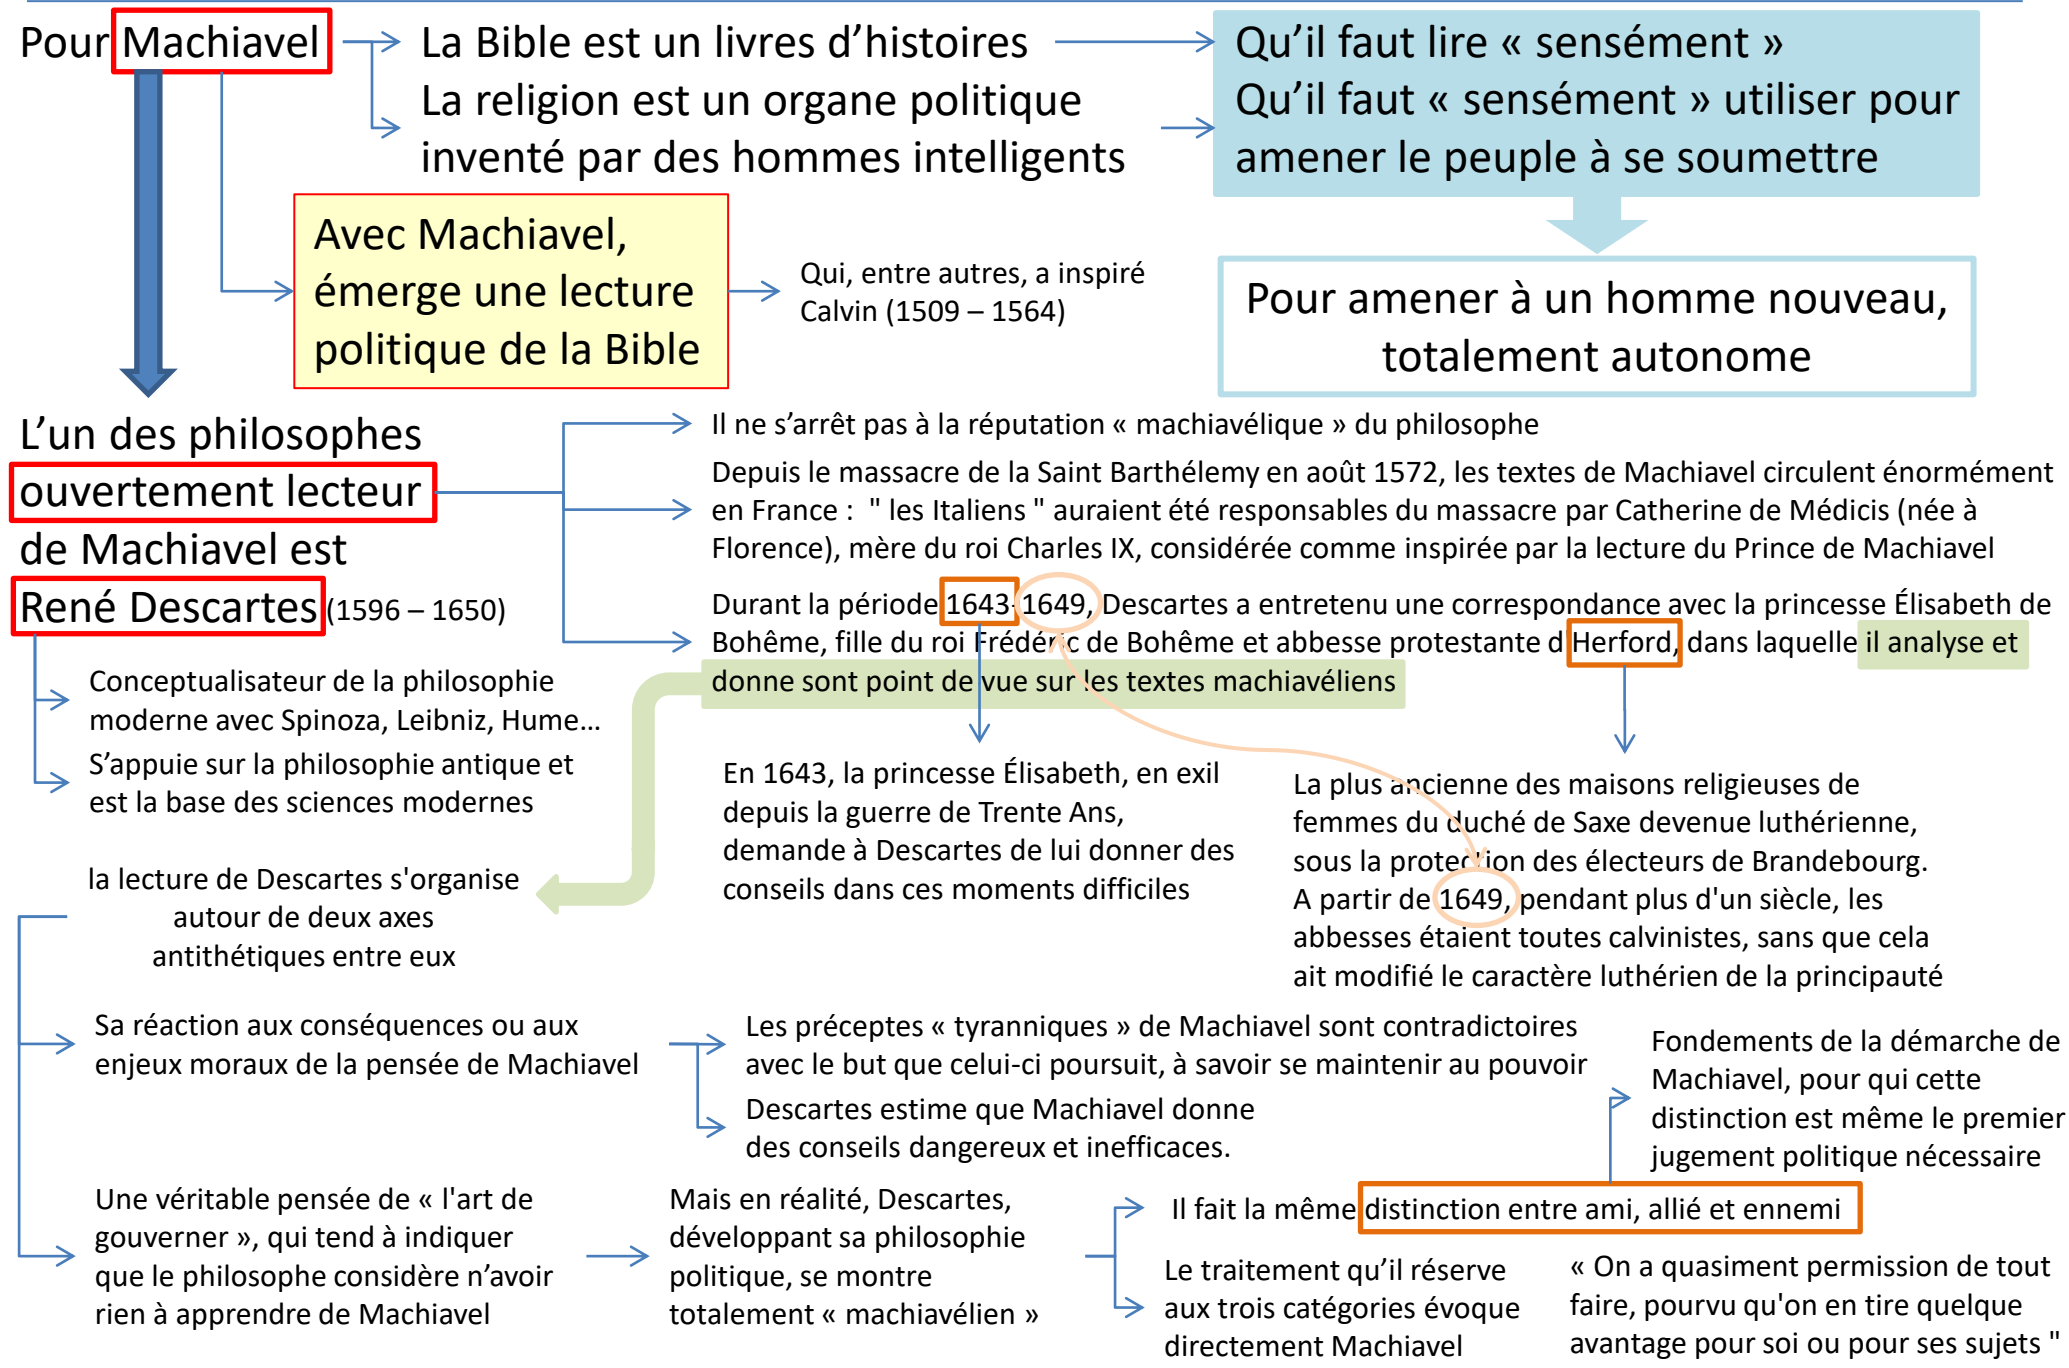 Pour Machiavel
La Bible est un livres d’histoires
La religion est un organe politique
inventé par des hommes intelligents
Qu’il faut lire « sensément »
Qu’il faut « sensément » utiliser pour
amener le peuple à se soumettre
Avec Machiavel,
émerge une lecture
politique de la Bible
Qui, entre autres, a inspiré
Calvin (1509 – 1564)
Pour amener à un homme nouveau,
totalement autonome
L’un des philosophes
ouvertement lecteur
de Machiavel est
René Descartes (1596 – 1650)
Il ne s’arrêt pas à la réputation « machiavélique » du philosophe
Depuis le massacre de la Saint Barthélemy en août 1572, les textes de Machiavel circulent énormément
en France : " les Italiens " auraient été responsables du massacre par Catherine de Médicis (née à
Florence), mère du roi Charles IX, considérée comme inspirée par la lecture du Prince de Machiavel
Durant la période 1643-1649, Descartes a entretenu une correspondance avec la princesse Élisabeth de
Bohême, fille du roi Frédéric de Bohême et abbesse protestante d Herford, dans laquelle il analyse et
donne sont point de vue sur les textes machiavéliens
Conceptualisateur de la philosophie
moderne avec Spinoza, Leibniz, Hume…
S’appuie sur la philosophie antique et
est la base des sciences modernes
En 1643, la princesse Élisabeth, en exil
depuis la guerre de Trente Ans,
demande à Descartes de lui donner des
conseils dans ces moments difficiles
La plus ancienne des maisons religieuses de
femmes du duché de Saxe devenue luthérienne,
sous la protection des électeurs de Brandebourg.
A partir de 1649, pendant plus d'un siècle, les
abbesses étaient toutes calvinistes, sans que cela
ait modifié le caractère luthérien de la principauté
la lecture de Descartes s'organise
autour de deux axes
antithétiques entre eux
Sa réaction aux conséquences ou aux
enjeux moraux de la pensée de Machiavel
Les préceptes « tyranniques » de Machiavel sont contradictoires
avec le but que celui-ci poursuit, à savoir se maintenir au pouvoir
Descartes estime que Machiavel donne
des conseils dangereux et inefficaces.
Fondements de la démarche de
Machiavel, pour qui cette
distinction est même le premier
jugement politique nécessaire
Une véritable pensée de « l'art de
gouverner », qui tend à indiquer
que le philosophe considère n’avoir
rien à apprendre de Machiavel
Mais en réalité, Descartes,
développant sa philosophie
politique, se montre
totalement « machiavélien »
Il fait la même distinction entre ami, allié et ennemi
Le traitement qu’il réserve
aux trois catégories évoque
directement Machiavel
« On a quasiment permission de tout
faire, pourvu qu'on en tire quelque
avantage pour soi ou pour ses sujets "